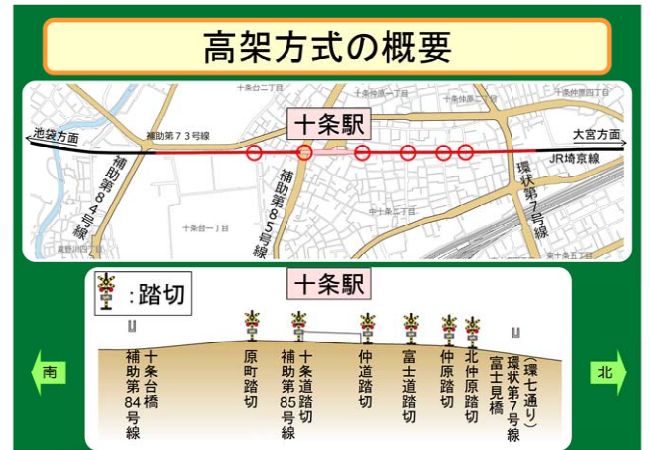 高架方式の概要
十条台二丁目
十条仲原一丁目
十条仲原二丁目
十条仲原四丁目
十条駅
池袋方面
補助第73号線
大宮方面
JR埼京線
補助第84号線
補助第85号線
環状第7号線
十条台一丁目
中十条二丁目
十条駅
:踏切
南
北
十条台橋
補助第84号線
原町踏切
十条道踏切
補助第85号線
仲道踏切
富士道踏切
仲原踏切
北仲原踏切
(環七通り)
環状第7号線
富士見橋